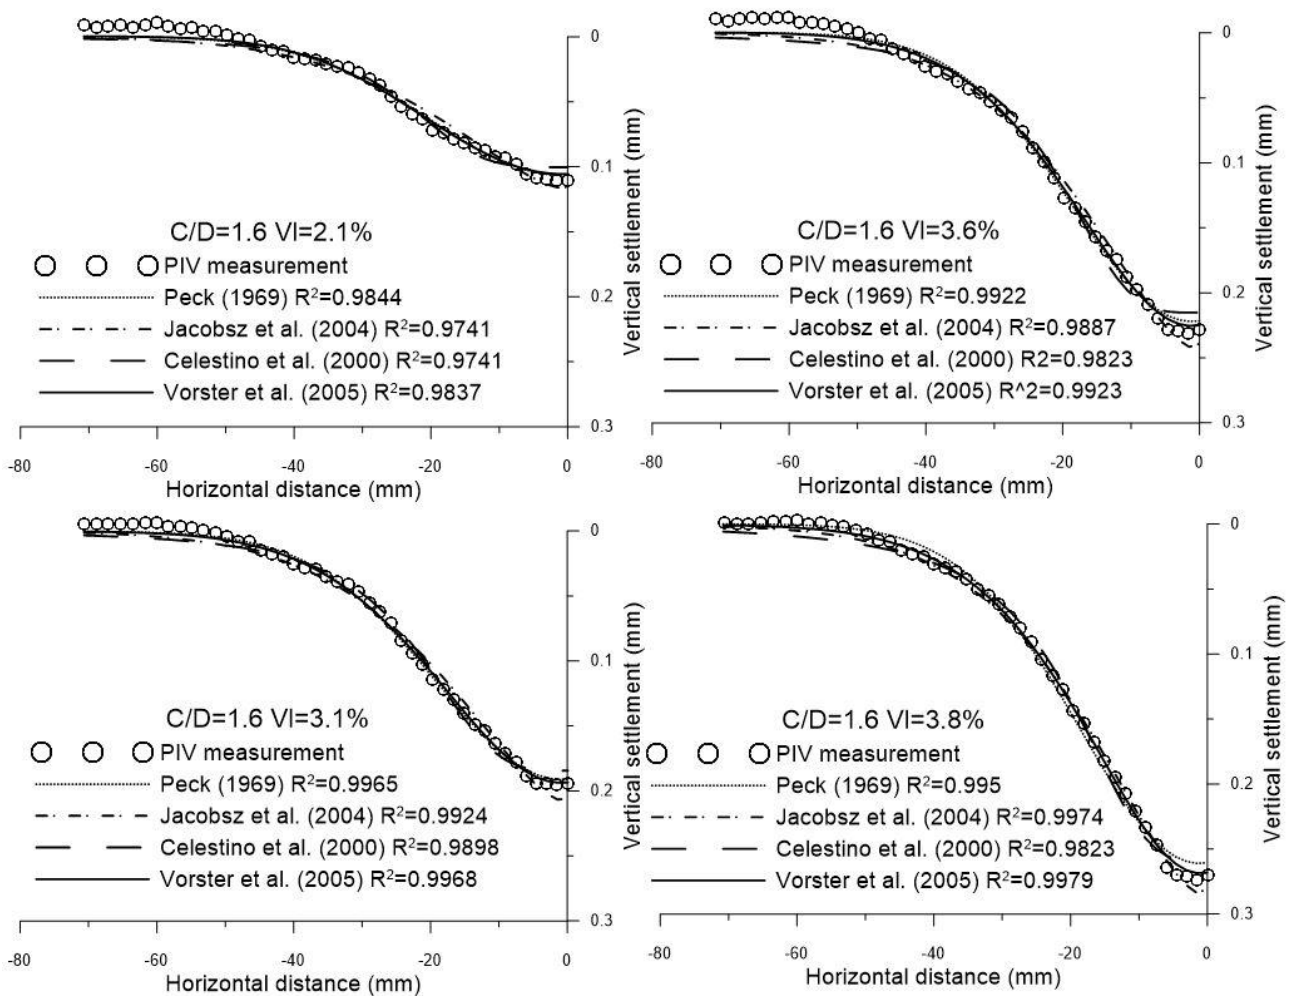 0
0.1
0.2
0.3
Vertical settlement (mm)
C/D=1.6 Vl=2.1%
PIV measurement
Peck (1969) R²=0.9844
Jacobsz et al. (2004) R²=0.9741
Celestino et al. (2000) R²=0.9741
Vorster et al. (2005) R²=0.9837
-80 -60 -40 -20 0
Horizontal distance (mm)
0
0.1
0.2
0.3
Vertical settlement (mm)
C/D=1.6 Vl=3.6%
PIV measurement
Peck (1969) R²=0.9922
Jacobsz et al. (2004) R²=0.9887
Celestino et al. (2000) R2=0.9823
Vorster et al. (2005) R^2=0.9923
-80 -60 -40 -20 0
Horizontal distance (mm)
0
0.1
0.2
0.3
Vertical settlement (mm)
C/D=1.6 Vl=3.1%
PIV measurement
Peck (1969) R²=0.9965
Jacobsz et al. (2004) R²=0.9924
Celestino et al. (2000) R²=0.9898
Vorster et al. (2005) R²=0.9968
-80 -60 -40 -20 0
Horizontal distance (mm)
0
0.1
0.2
0.3
Vertical settlement (mm)
C/D=1.6 Vl=3.8%
PIV measurement
Peck (1969) R²=0.995
Jacobsz et al. (2004) R²=0.9974
Celestino et al. (2000) R²=0.9823
Vorster et al. (2005) R²=0.9979
-80 -60 -40 -20 0
Horizontal distance (mm)